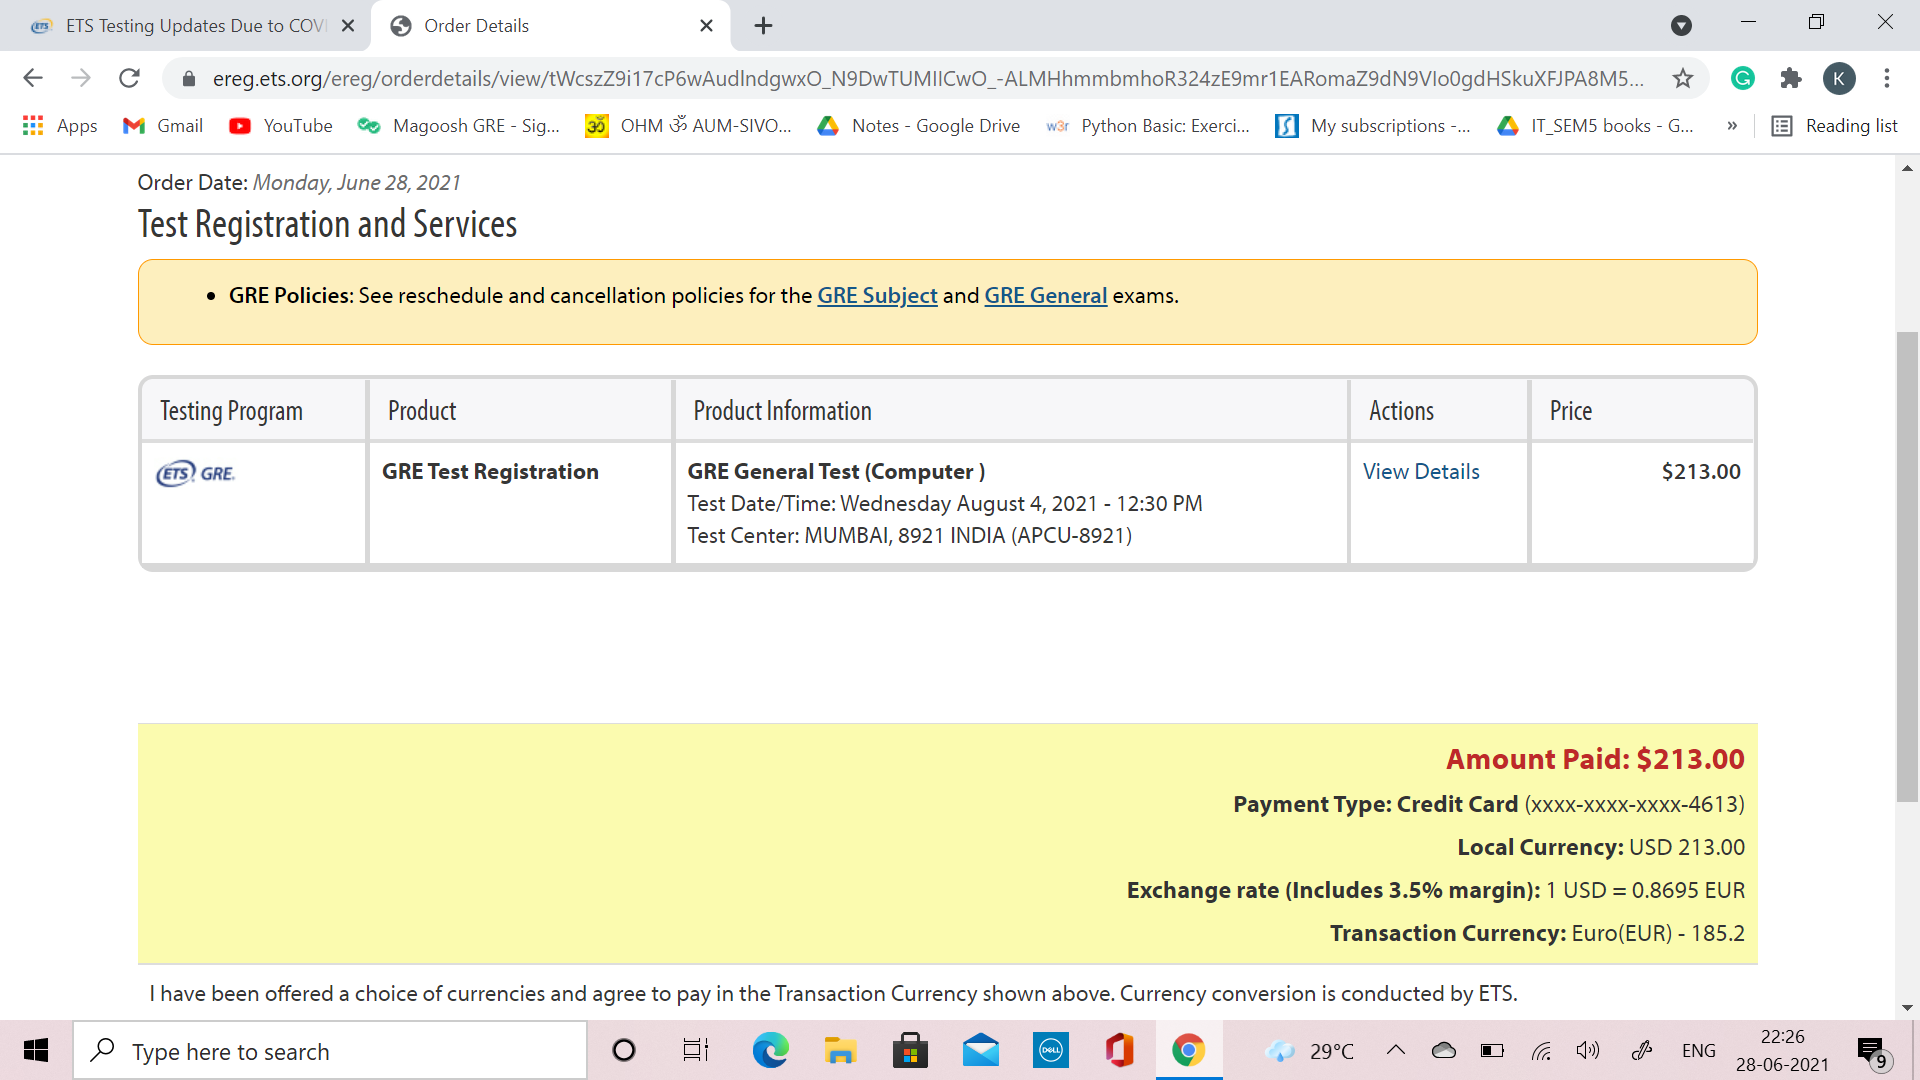 ETS Testing Updates Due to COVI
Order Details
ereg.ets.org/ereg/orderdetails/view/tWcszZ9i17cP6wAudlndgwxO_N9DwTUMIICwO_-ALMHhmmbmhoR324zE9mr1EARomaZ9dN9VIo0gdHSkuXFJPA8M5...
K
Apps
Gmail
YouTube
Magoosh GRE - Sig...
OHM ॐ AUM-SIVO...
Notes - Google Drive
w3r Python Basic: Exerci...
My subscriptions -...
IT_SEM5 books - G...
»
Reading list
Order Date: Monday, June 28, 2021
Test Registration and Services
• GRE Policies: See reschedule and cancellation policies for the GRE Subject and GRE General exams.
Testing Program Product Product Information Actions Price
ETS GRE. GRE Test Registration GRE General Test (Computer ) View Details $213.00
Test Date/Time: Wednesday August 4, 2021 - 12:30 PM
Test Center: MUMBAI, 8921 INDIA (APCU-8921)
Amount Paid: $213.00
Payment Type: Credit Card (xxxx-xxxx-xxxx-4613)
Local Currency: USD 213.00
Exchange rate (Includes 3.5% margin): 1 USD = 0.8695 EUR
Transaction Currency: Euro(EUR) - 185.2
I have been offered a choice of currencies and agree to pay in the Transaction Currency shown above. Currency conversion is conducted by ETS.
Type here to search
DELL
29°C
ENG
22:26
28-06-2021
9